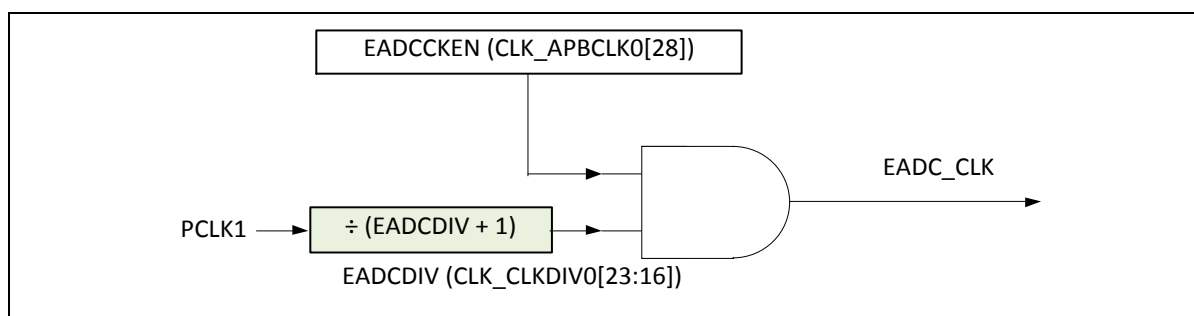 EADCCKEN (CLK_APBCLK0[28])
EADC_CLK
PCLK1
÷ (EADCDIV + 1)
EADCDIV (CLK_CLKDIV0[23:16])